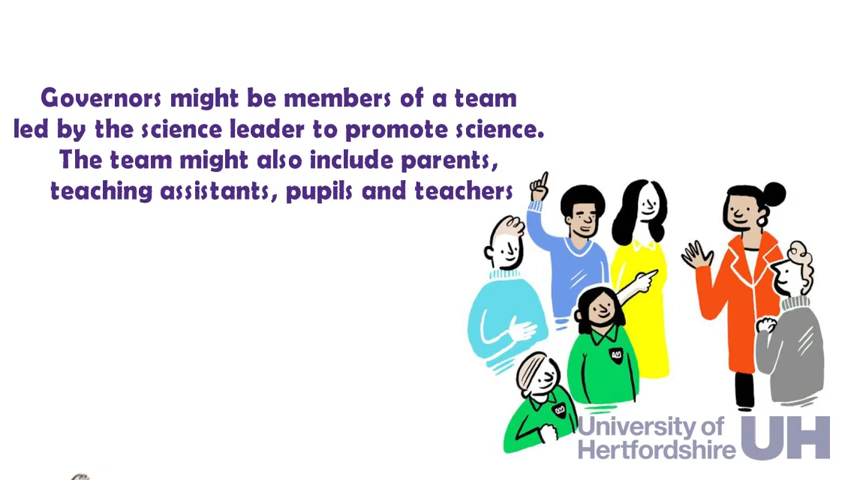 Governors might be members of a team
led by the science leader to promote science.
The team might also include parents,
teaching assistants, pupils and teachers
University of
Hertfordshire UH